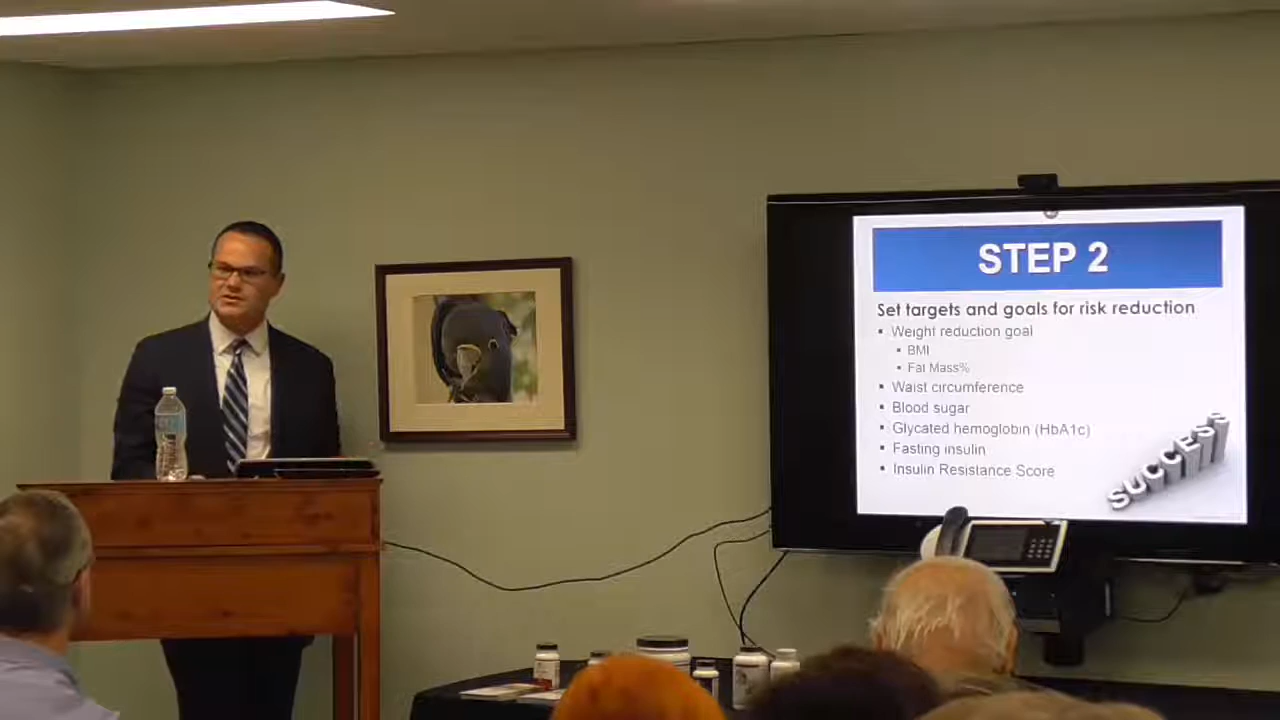 STEP 2
Set targets and goals for risk reduction
Weight reduction goal
BMI
Fat Mass%
Waist circumference
Blood sugar
Glycated hemoglobin (HbA1c)
Fasting insulin
Insulin Resistance Score
SUCCESS